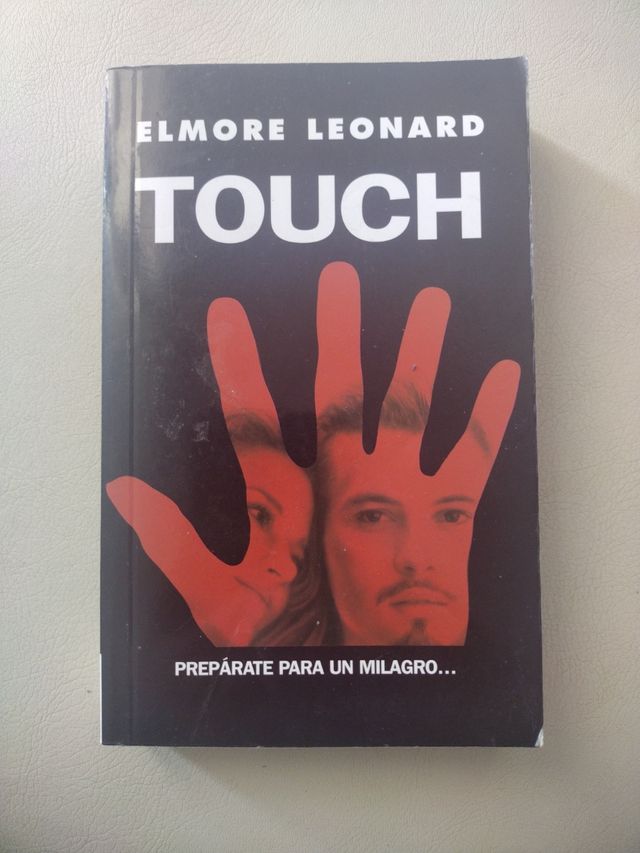 ELMORE LEONARD
TOUCH
PREPÁRATE PARA UN MILAGRO...